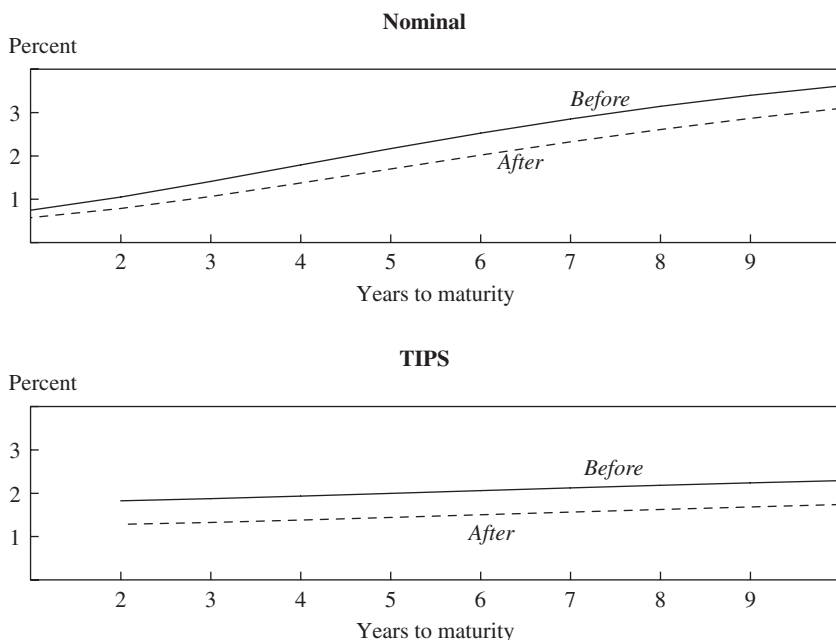 Nominal
Percent
3
Before
2
After
1
2 3 4 5 6 7 8 9
Years to maturity
TIPS
Percent
3
Before
2
1
After
2 3 4 5 6 7 8 9
Years to maturity